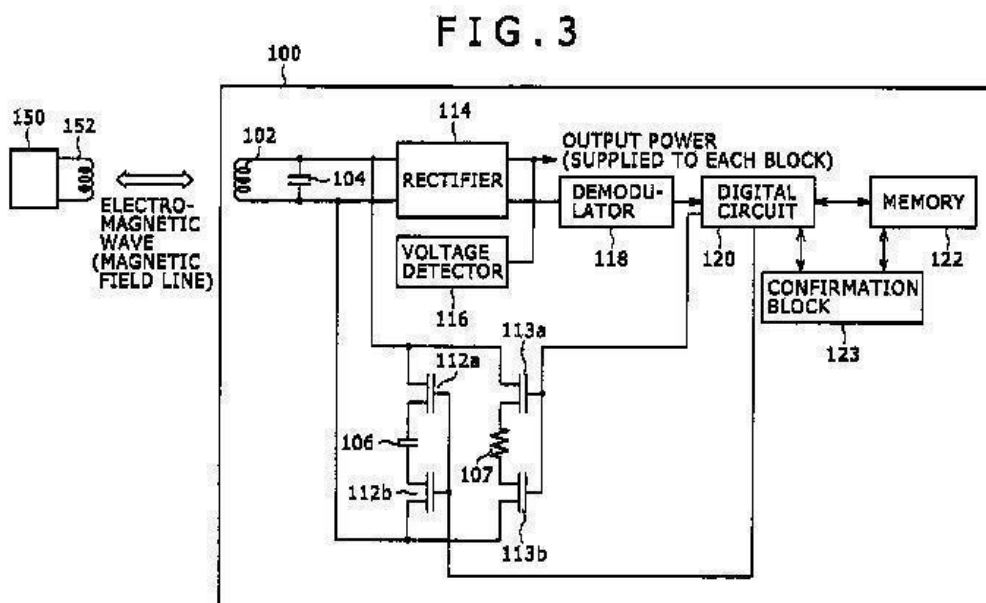 FIG.3
100
150
152
102
104
114
RECTIFIER
OUTPUT POWER
(SUPPLIED TO EACH BLOCK)
ELECTRO-
MAGNETIC
WAVE
(MAGNETIC
FIELD LINE)
DEMODU-
LATOR
118
DIGITAL
CIRCUIT
120
MEMORY
122
VOLTAGE
DETECTOR
116
CONFIRMATION
BLOCK
123
113a
112a
106
107
112b
113b